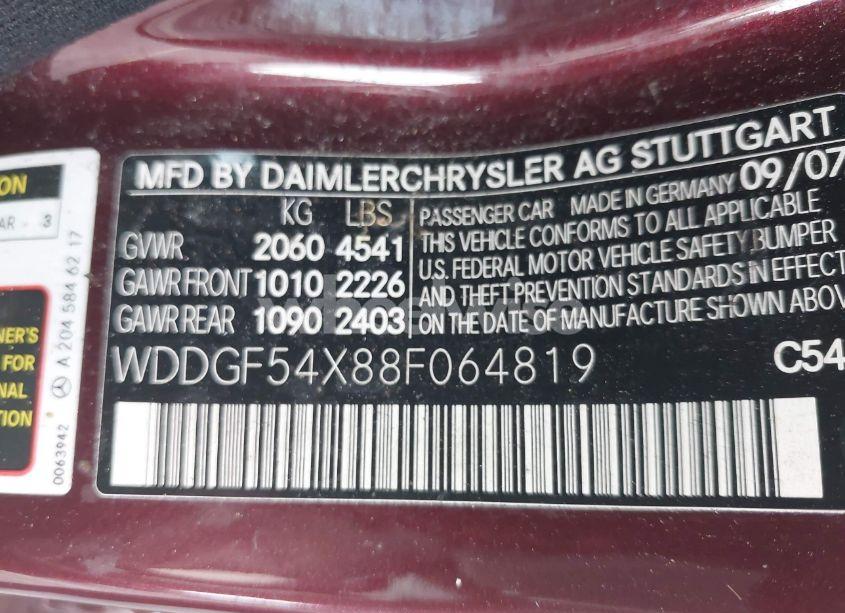 MFD BY DAIMLERCHRYSLER AG STUTTGART
KG LBS
GVWR 2060 4541
GAWR FRONT 1010 2226
GAWR REAR 1090 2403
PASSENGER CAR MADE IN GERMANY 09/07
THIS VEHICLE CONFORMS TO ALL APPLICABLE
U.S. FEDERAL MOTOR VEHICLE SAFETY BUMPER
AND THEFT PREVENTION STANDARDS IN EFFECT
ON THE DATE OF MANUFACTURE SHOWN ABOV
WDDGF54X88F064819
C54
ON
AR - 3
NER'S
FOR
NAL
TION
A 204 584 62 17
0063942